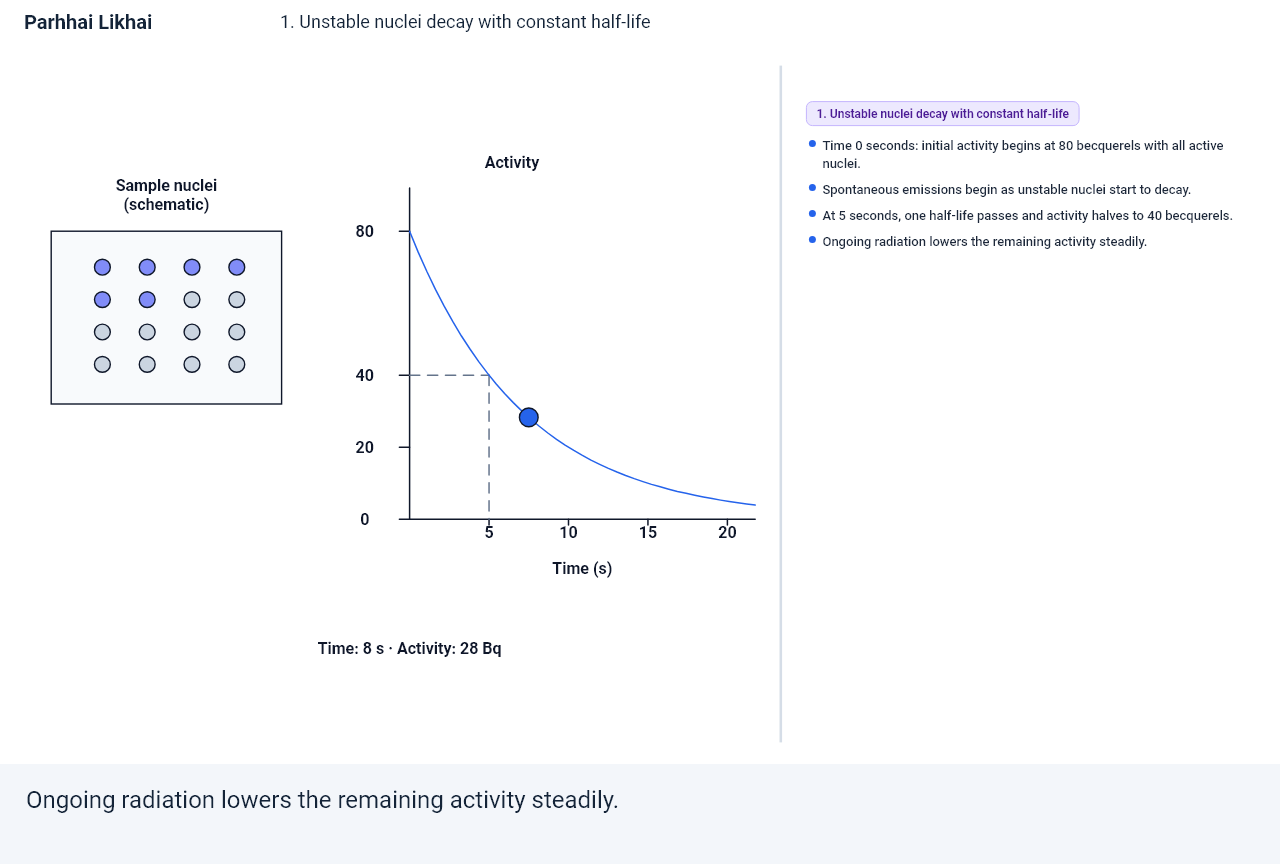 Parhhai Likhai
1. Unstable nuclei decay with constant half-life
Sample nuclei
(schematic)
Activity
80
40
20
0
5
10
15
20
Time (s)
Time: 8 s · Activity: 28 Bq
1. Unstable nuclei decay with constant half-life
Time 0 seconds: initial activity begins at 80 becquerels with all active
nuclei.
Spontaneous emissions begin as unstable nuclei start to decay.
At 5 seconds, one half-life passes and activity halves to 40 becquerels.
Ongoing radiation lowers the remaining activity steadily.
Ongoing radiation lowers the remaining activity steadily.